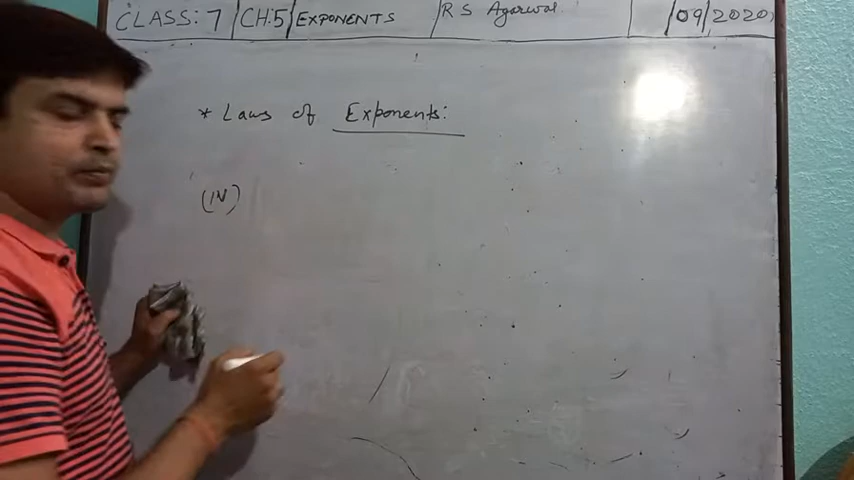 CLASS: 7 | CH:5 | EXPONENTS | R S Agarwal | /09/2020
* Laws of Exponents:
(IV)